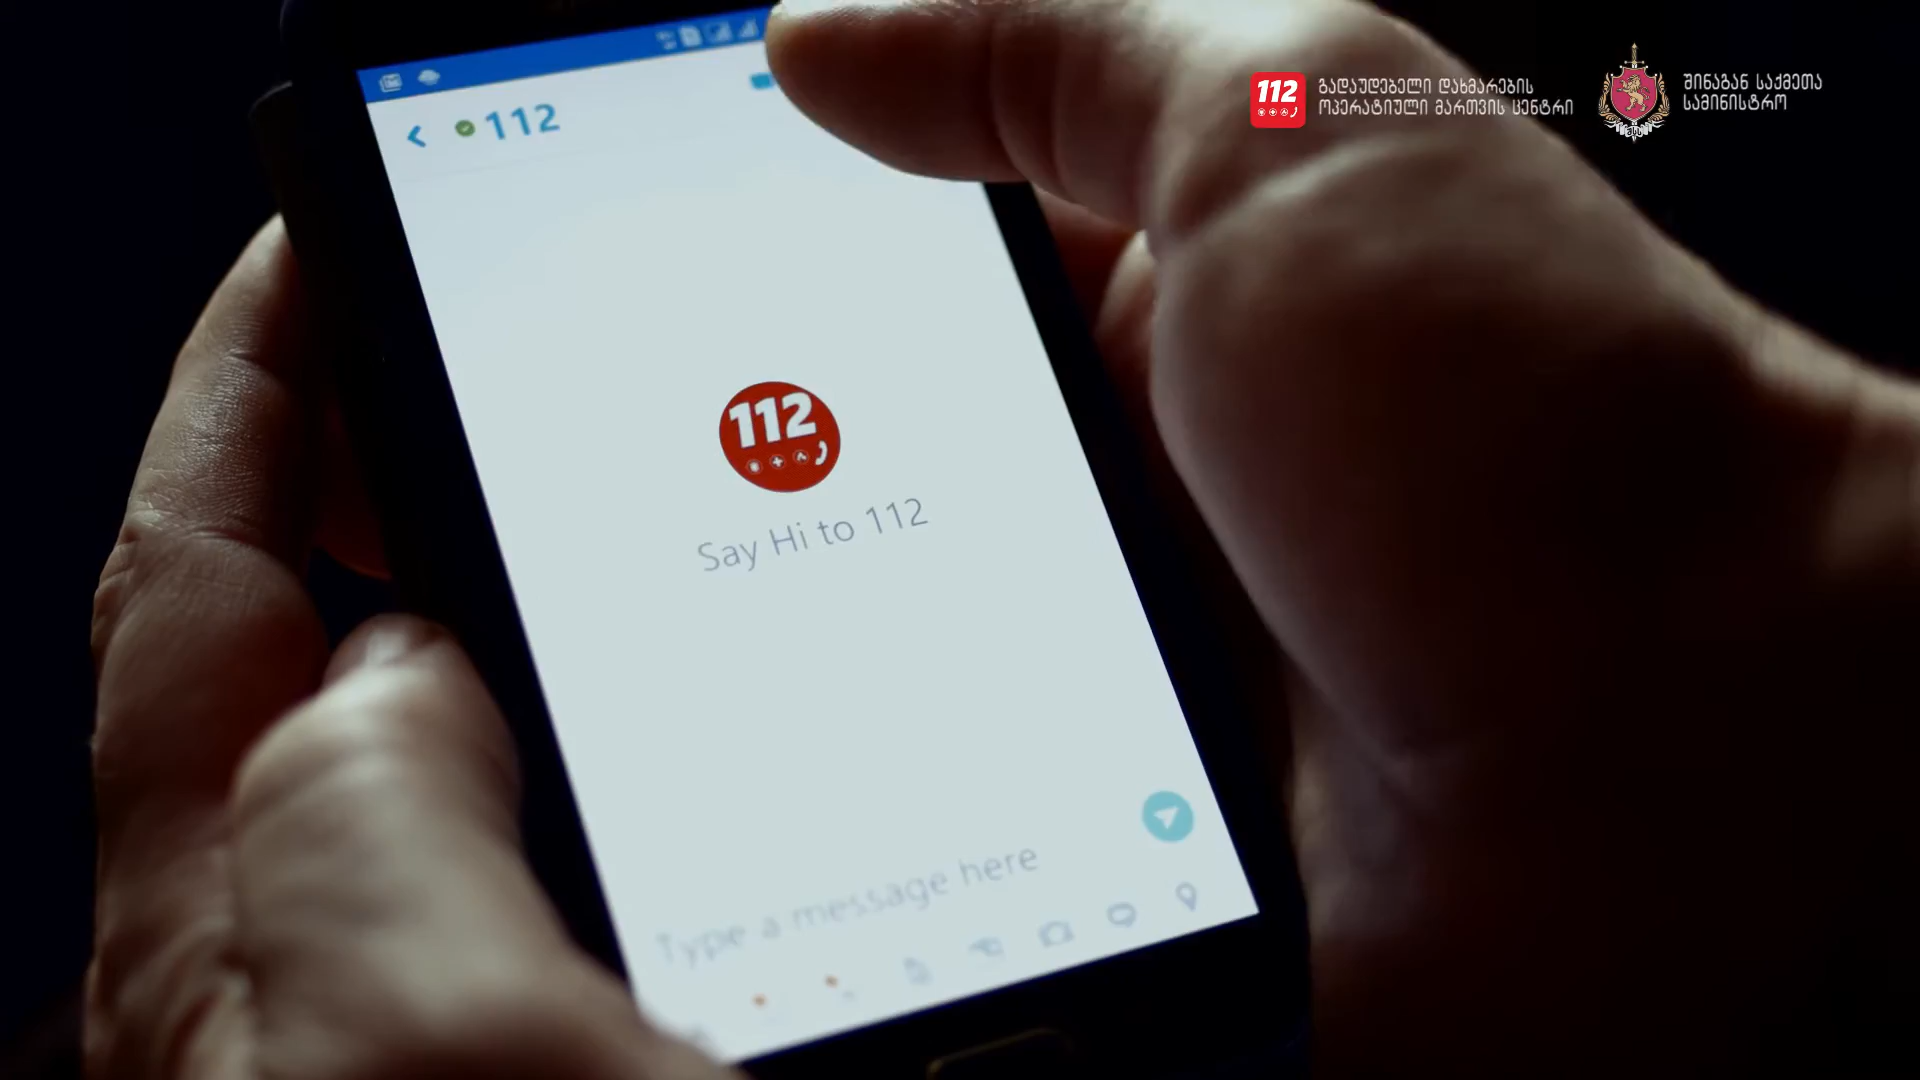 112
Say Hi to 112
112
Type a message here
112
გადაუდებელი დახმარების
ოპერატიული მართვის ცენტრი
შინაგან საქმეთა
სამინისტრო